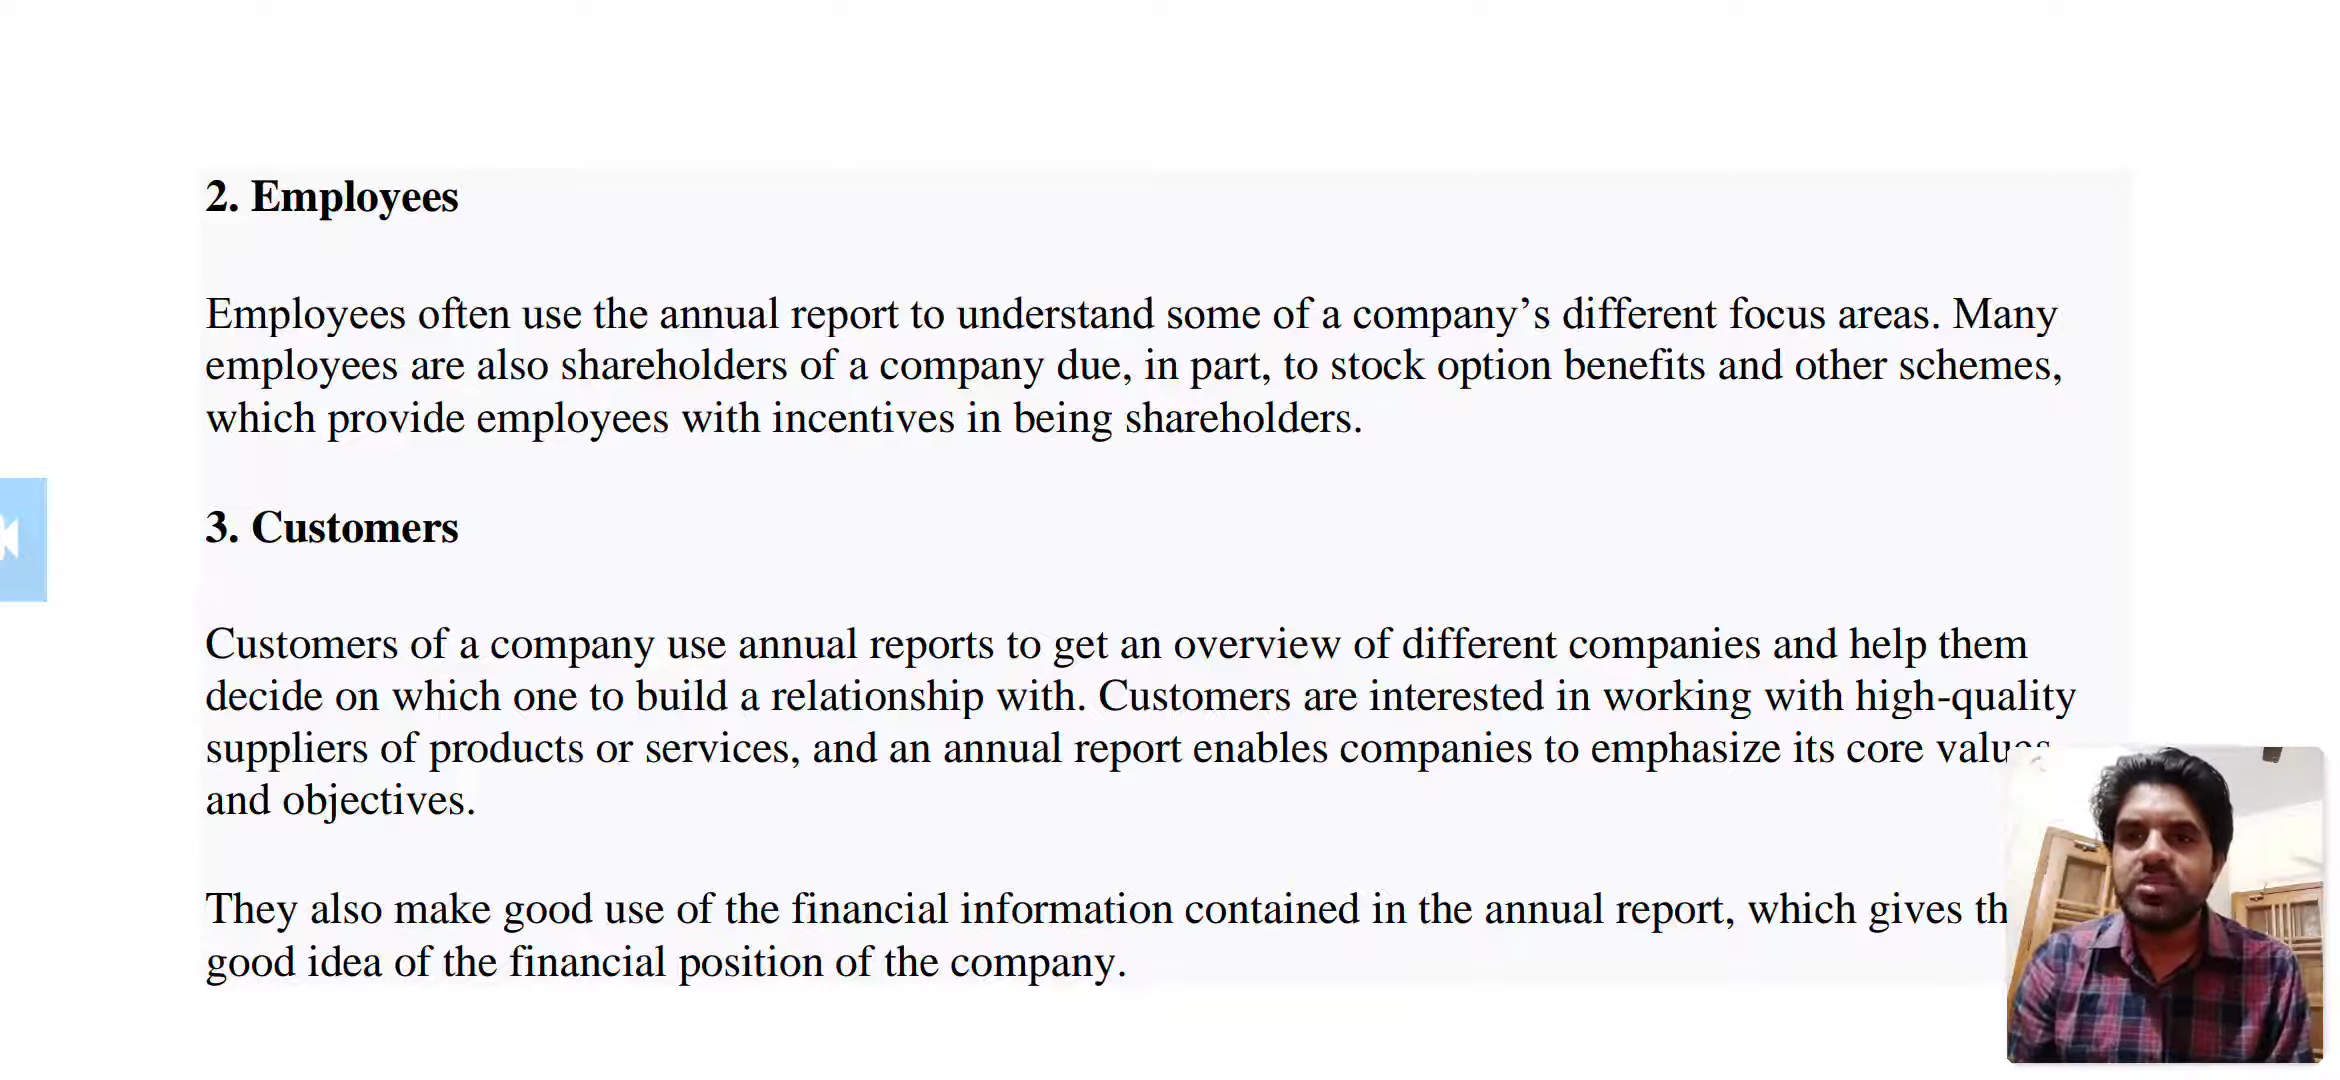 2. Employees
Employees often use the annual report to understand some of a company’s different focus areas. Many
employees are also shareholders of a company due, in part, to stock option benefits and other schemes,
which provide employees with incentives in being shareholders.
3. Customers
Customers of a company use annual reports to get an overview of different companies and help them
decide on which one to build a relationship with. Customers are interested in working with high-quality
suppliers of products or services, and an annual report enables companies to emphasize its core values
and objectives.
They also make good use of the financial information contained in the annual report, which gives
good idea of the financial position of the company.